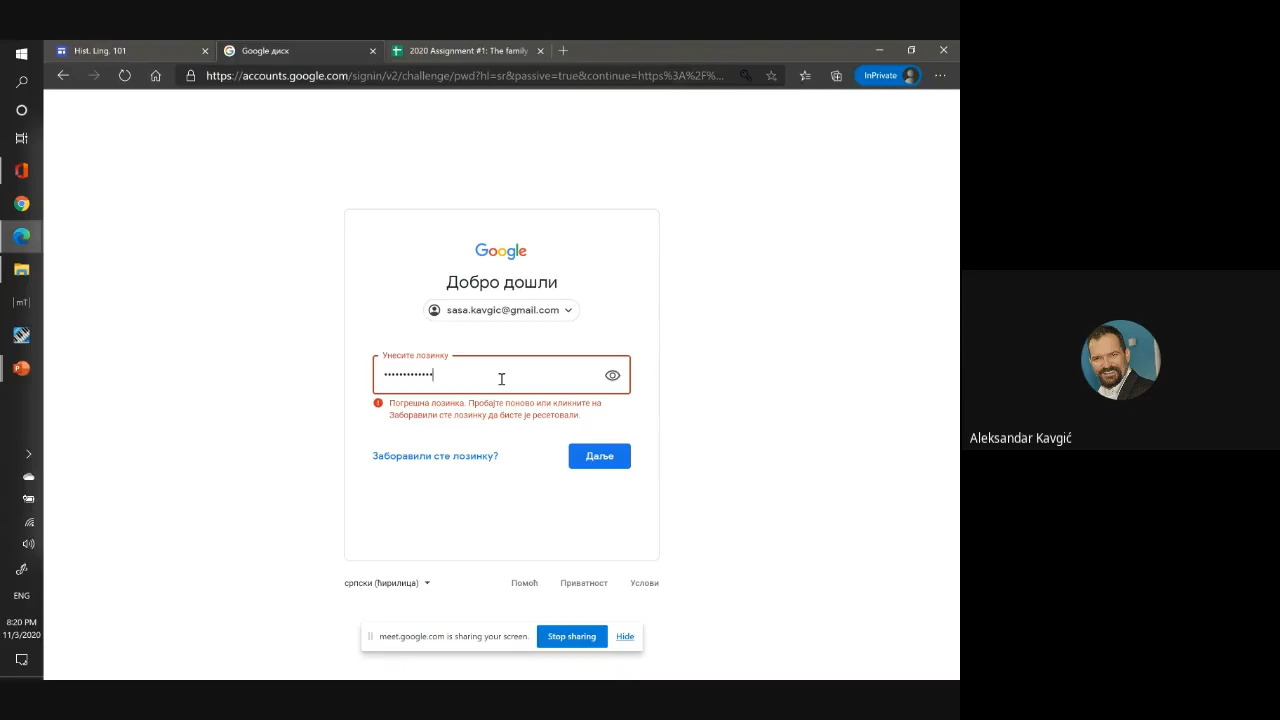 Hist. Ling. 101
Google диск
2020 Assignment #1: The family
https://accounts.google.com/signin/v2/challenge/pwd?hl=sr&passive=true&continue=https%3A%2F%...
InPrivate
Google
Добро дошли
sasa.kavgic@gmail.com
Унесите лозинку
•••••••••••••
Погрешна лозинка. Пробајте поново или кликните на
Заборавили сте лозинку да бисте је ресетовали.
Заборавили сте лозинку?
Даље
српски (ћирилица)
Помоћ
Приватност
Услови
meet.google.com is sharing your screen.
Stop sharing
Hide
mT
ENG
8:20 PM
11/3/2020
Aleksandar Kavgić